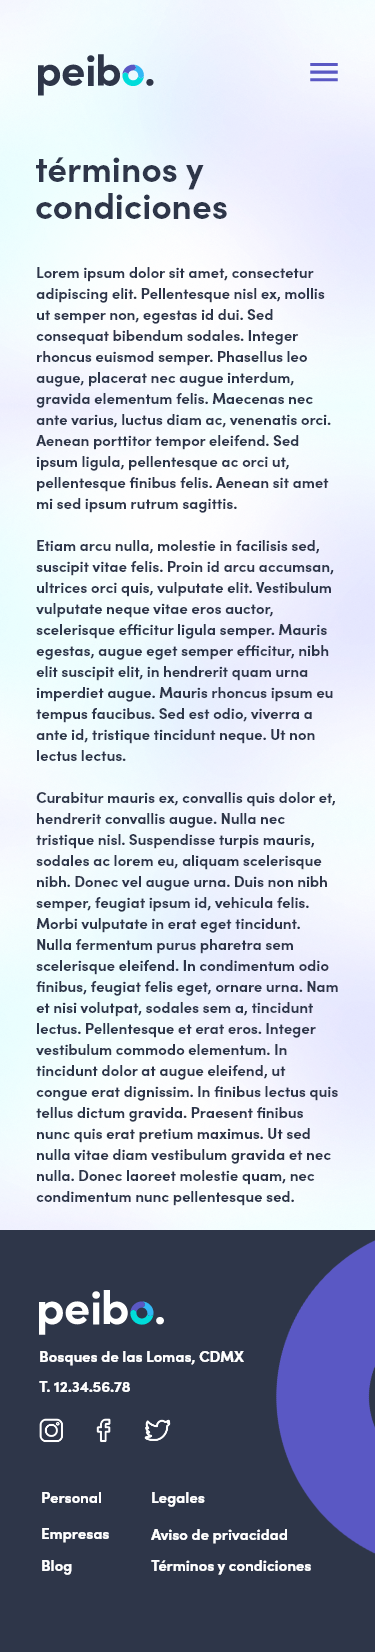 peibo.
términos y
condiciones
Lorem ipsum dolor sit amet, consectetur
adipiscing elit. Pellentesque nisl ex, mollis
ut semper non, egestas id dui. Sed
consequat bibendum sodales. Integer
rhoncus euismod semper. Phasellus leo
augue, placerat nec augue interdum,
gravida elementum felis. Maecenas nec
ante varius, luctus diam ac, venenatis orci.
Aenean porttitor tempor eleifend. Sed
ipsum ligula, pellentesque ac orci ut,
pellentesque finibus felis. Aenean sit amet
mi sed ipsum rutrum sagittis.
Etiam arcu nulla, molestie in facilisis sed,
suscipit vitae felis. Proin id arcu accumsan,
ultrices orci quis, vulputate elit. Vestibulum
vulputate neque vitae eros auctor,
scelerisque efficitur ligula semper. Mauris
egestas, augue eget semper efficitur, nibh
elit suscipit elit, in hendrerit quam urna
imperdiet augue. Mauris rhoncus ipsum eu
tempus faucibus. Sed est odio, viverra a
ante id, tristique tincidunt neque. Ut non
lectus lectus.
Curabitur mauris ex, convallis quis dolor et,
hendrerit convallis augue. Nulla nec
tristique nisl. Suspendisse turpis mauris,
sodales ac lorem eu, aliquam scelerisque
nibh. Donec vel augue urna. Duis non nibh
semper, feugiat ipsum id, vehicula felis.
Morbi vulputate in erat eget tincidunt.
Nulla fermentum purus pharetra sem
scelerisque eleifend. In condimentum odio
finibus, feugiat felis eget, ornare urna. Nam
et nisi volutpat, sodales sem a, tincidunt
lectus. Pellentesque et erat eros. Integer
vestibulum commodo elementum. In
tincidunt dolor at augue eleifend, ut
congue erat dignissim. In finibus lectus quis
tellus dictum gravida. Praesent finibus
nunc quis erat pretium maximus. Ut sed
nulla vitae diam vestibulum gravida et nec
nulla. Donec laoreet molestie quam, nec
condimentum nunc pellentesque sed.
peibo.
Bosques de las Lomas, CDMX
T. 12.34.56.78
Personal
Legales
Empresas
Aviso de privacidad
Blog
Términos y condiciones